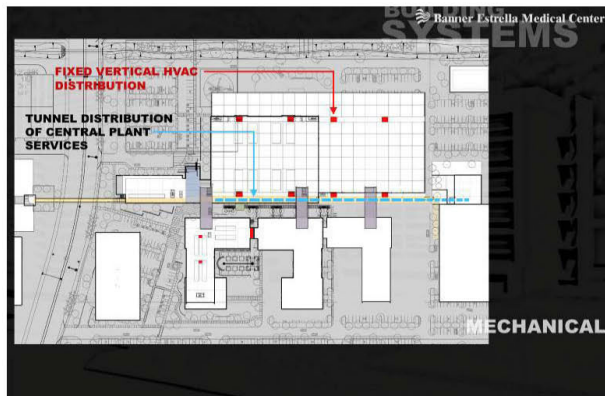 Banner Estrella Medical Center
BUILDING
SYSTEMS
FIXED VERTICAL HVAC
DISTRIBUTION
TUNNEL DISTRIBUTION
OF CENTRAL PLANT
SERVICES
MECHANICAL